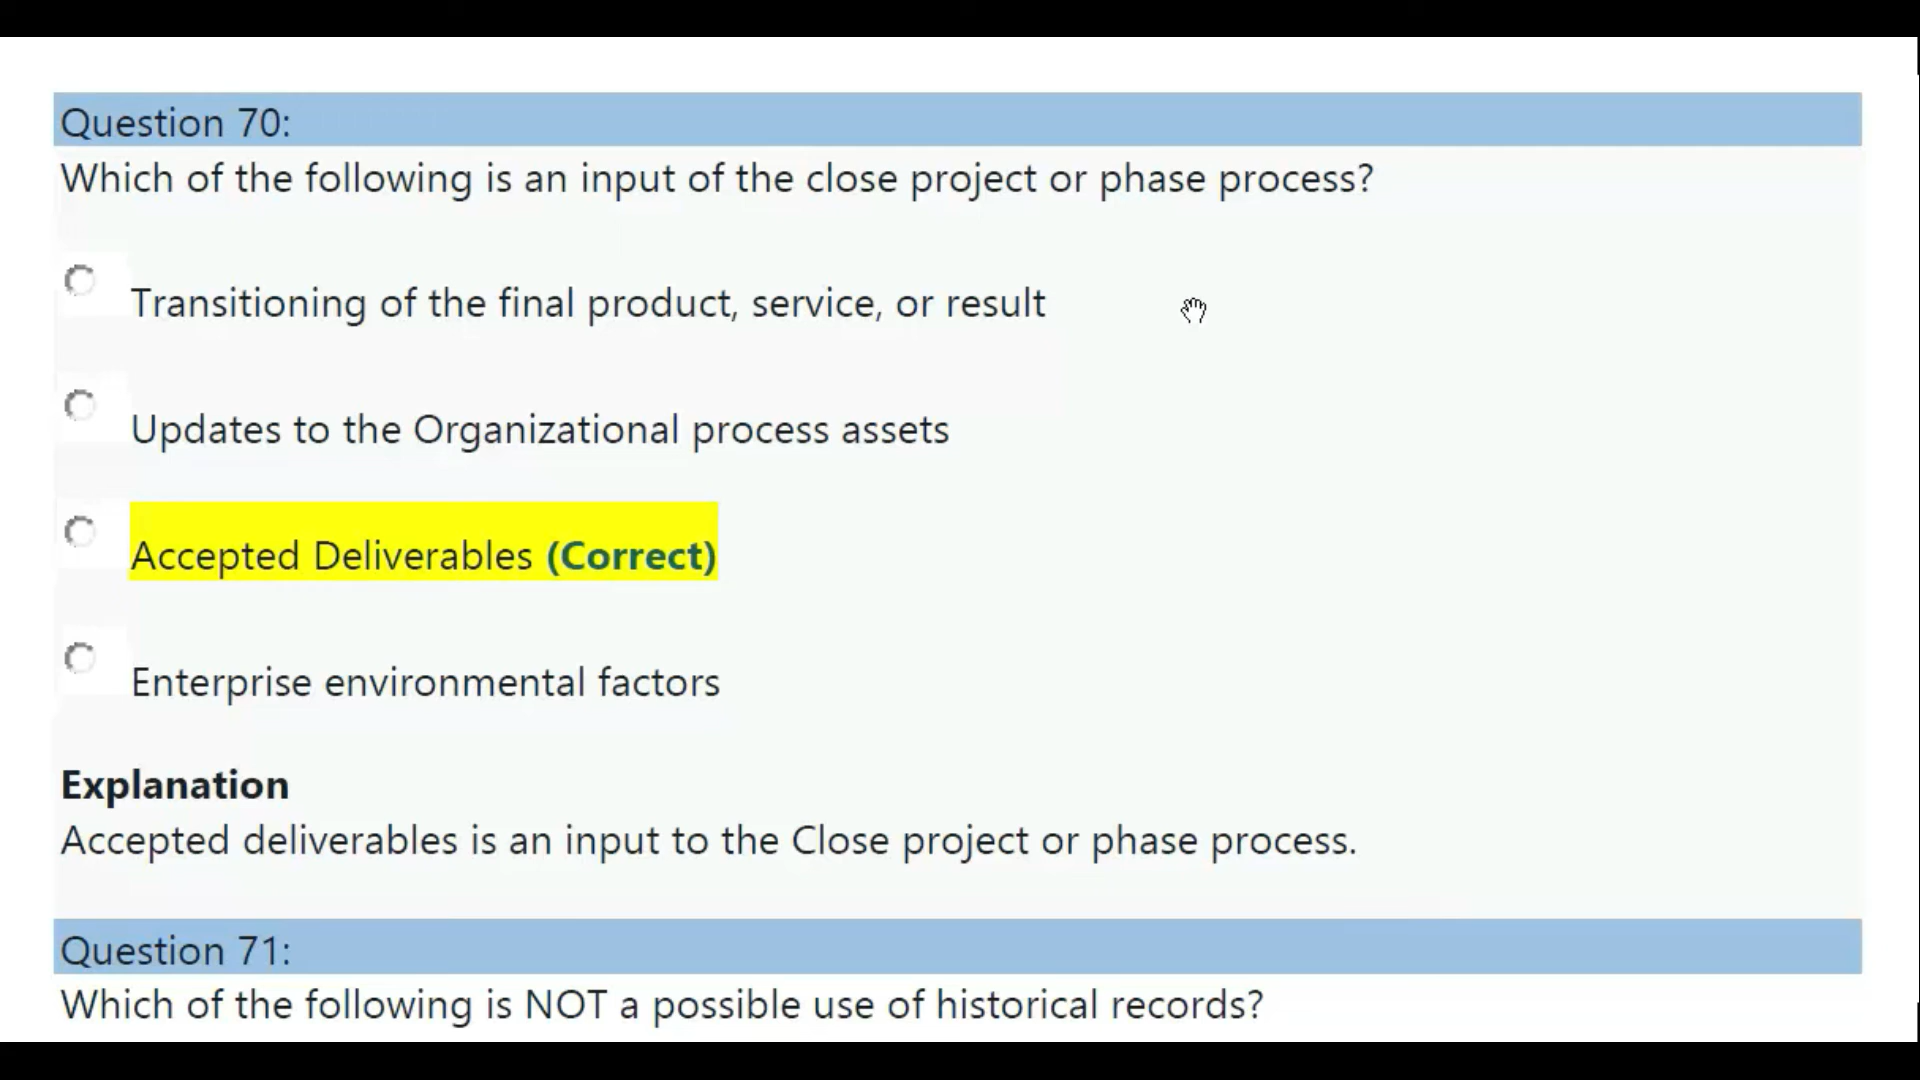 Question 70:
Which of the following is an input of the close project or phase process?
Transitioning of the final product, service, or result
Updates to the Organizational process assets
Accepted Deliverables (Correct)
Enterprise environmental factors
Explanation
Accepted deliverables is an input to the Close project or phase process.
Question 71:
Which of the following is NOT a possible use of historical records?